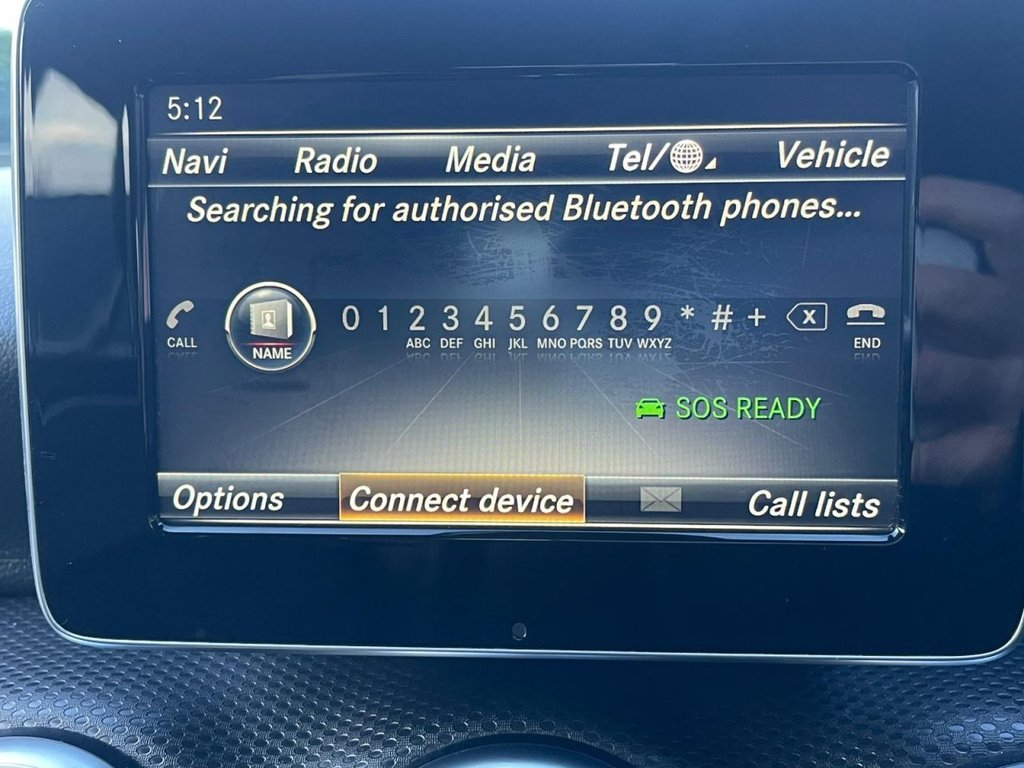 5:12
Navi Radio Media Tel/ Vehicle
Searching for authorised Bluetooth phones...
0 1 2 3 4 5 6 7 8 9 * # + X
CALL NAME ABC DEF GHI JKL MNO PQRS TUV WXYZ END
SOS READY
Options Connect device Call lists